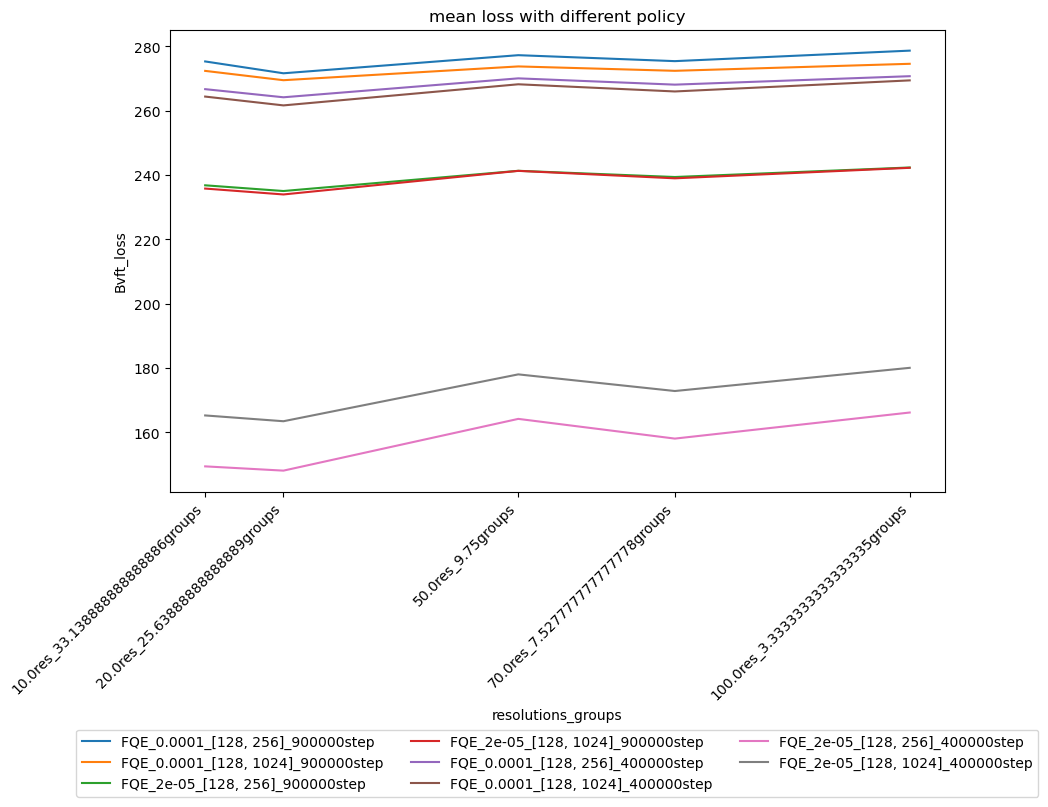 mean loss with different policy
280
260
240
220
200
180
160
Bvft_loss
10.0res_33.13888888888886groups
20.0res_25.63888888888889groups
50.0res_9.75groups
70.0res_7.527777777777778groups
100.0res_3.3333333333333335groups
resolutions_groups
FQE_0.0001_[128, 256]_900000step
FQE_0.0001_[128, 1024]_900000step
FQE_2e-05_[128, 256]_900000step
FQE_2e-05_[128, 1024]_900000step
FQE_0.0001_[128, 256]_400000step
FQE_0.0001_[128, 1024]_400000step
FQE_2e-05_[128, 256]_400000step
FQE_2e-05_[128, 1024]_400000step